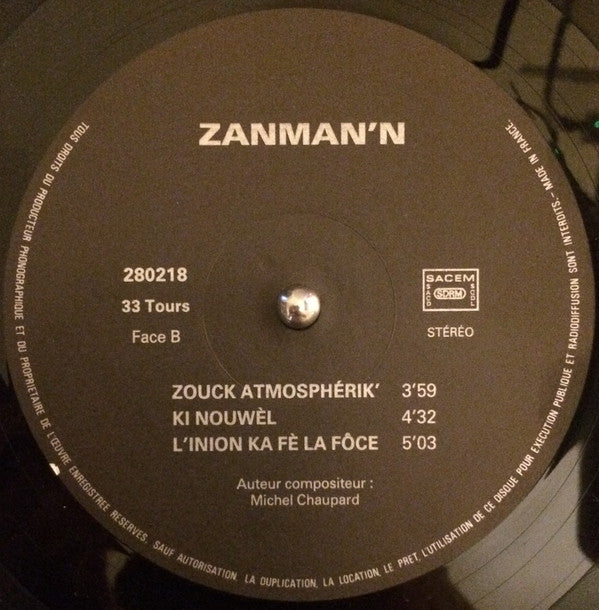 ZANMAN'N
280218
33 Tours
Face B
SACEM
SACD
SDRM
SCDL
STÉRÉO
ZOUCK ATMOSPHÉRIK' 3'59
KI NOUWÈL 4'32
L'INION KA FÈ LA FÔCE 5'03
Auteur compositeur :
Michel Chaupard
TOUS DROITS DU PRODUCTEUR PHONOGRAPHIQUE ET DU PROPRIETAIRE DE L'ŒUVRE ENREGISTREE RESERVES. SAUF AUTORISATION LA DUPLICATION, LA LOCATION, LE PRET, L'UTILISATION DE CE DISQUE POUR EXECUTION PUBLIQUE ET RADIODIFFUSION SONT INTERDITS. - MADE IN FRANCE.